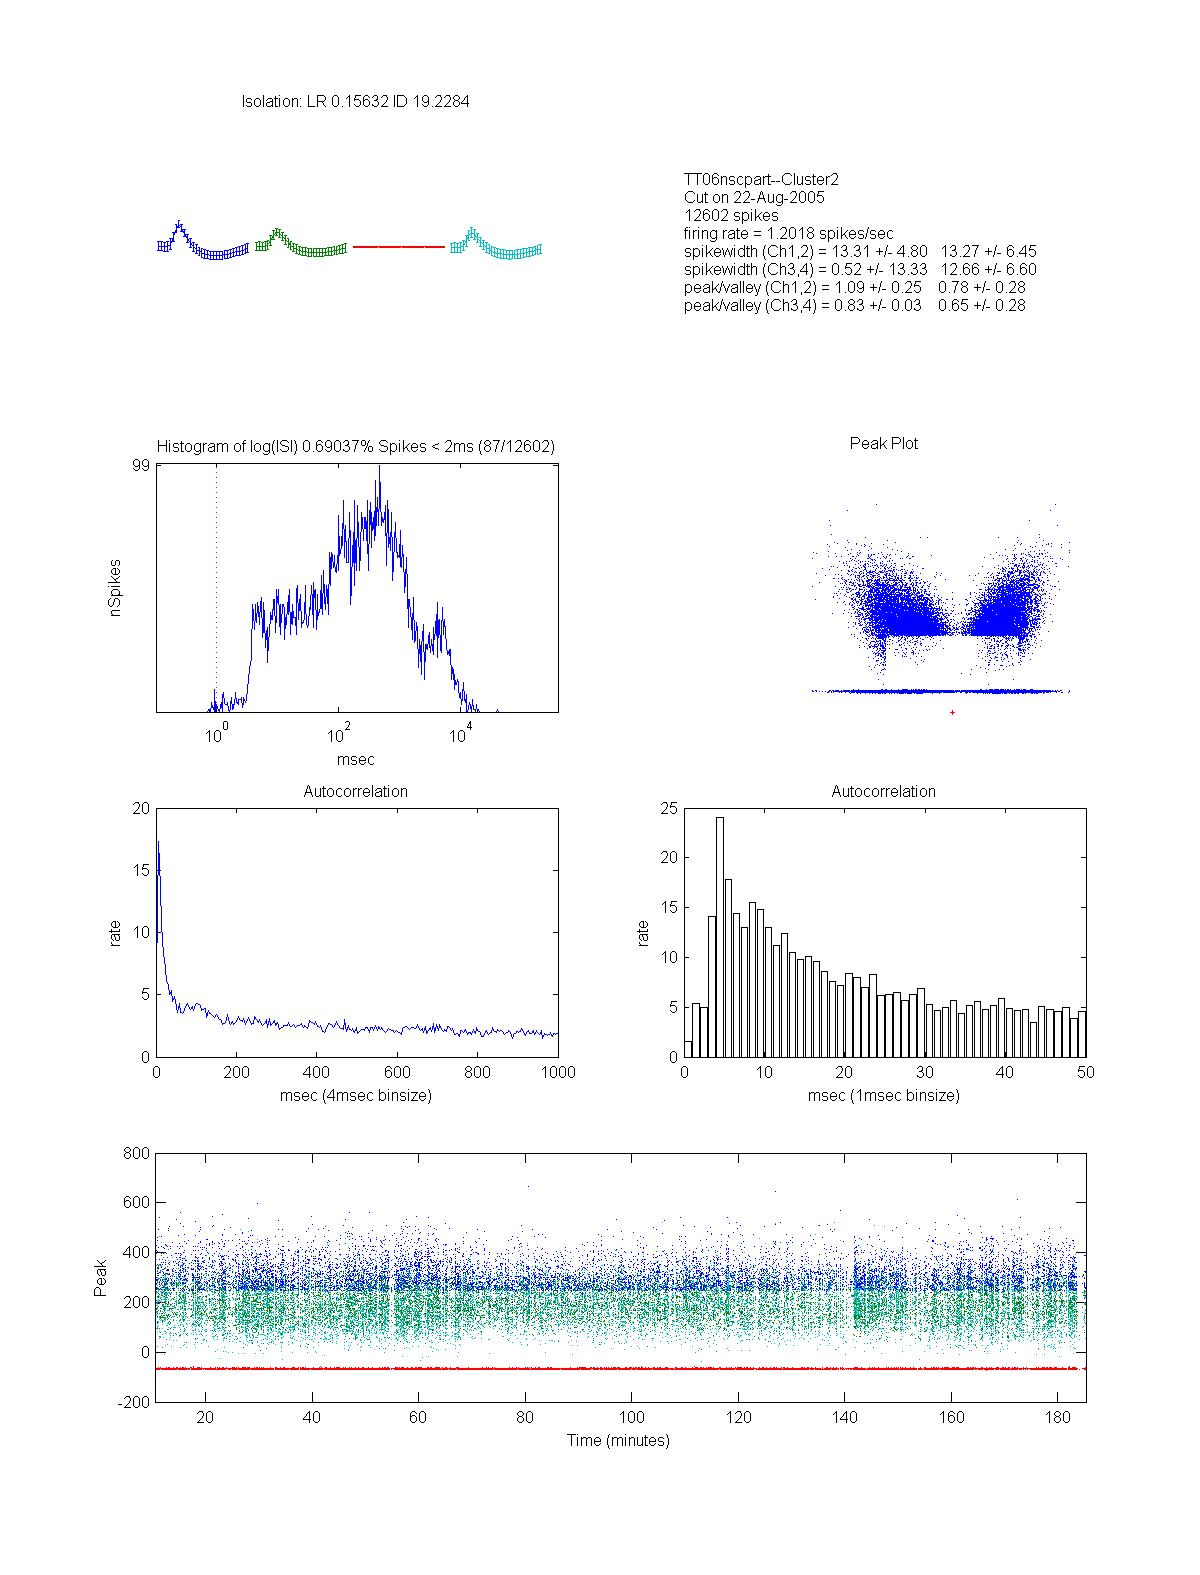 Isolation: LR 0.15632 ID 19.2284
TT06nscpart--Cluster2
Cut on 22-Aug-2005
12602 spikes
firing rate = 1.2018 spikes/sec
spikewidth (Ch1,2) = 13.31 +/- 4.80 13.27 +/- 6.45
spikewidth (Ch3,4) = 0.52 +/- 13.33 12.66 +/- 6.60
peak/valley (Ch1,2) = 1.09 +/- 0.25 0.78 +/- 0.28
peak/valley (Ch3,4) = 0.83 +/- 0.03 0.65 +/- 0.28
Histogram of log(ISI) 0.69037% Spikes < 2ms (87/12602)
99
nSpikes
10^0 10^2 10^4
msec
Peak Plot
Autocorrelation
20
15
10
5
0
rate
0 200 400 600 800 1000
msec (4msec binsize)
Autocorrelation
25
20
15
10
5
0
rate
0 10 20 30 40 50
msec (1msec binsize)
800
600
400
200
0
-200
Peak
20 40 60 80 100 120 140 160 180
Time (minutes)